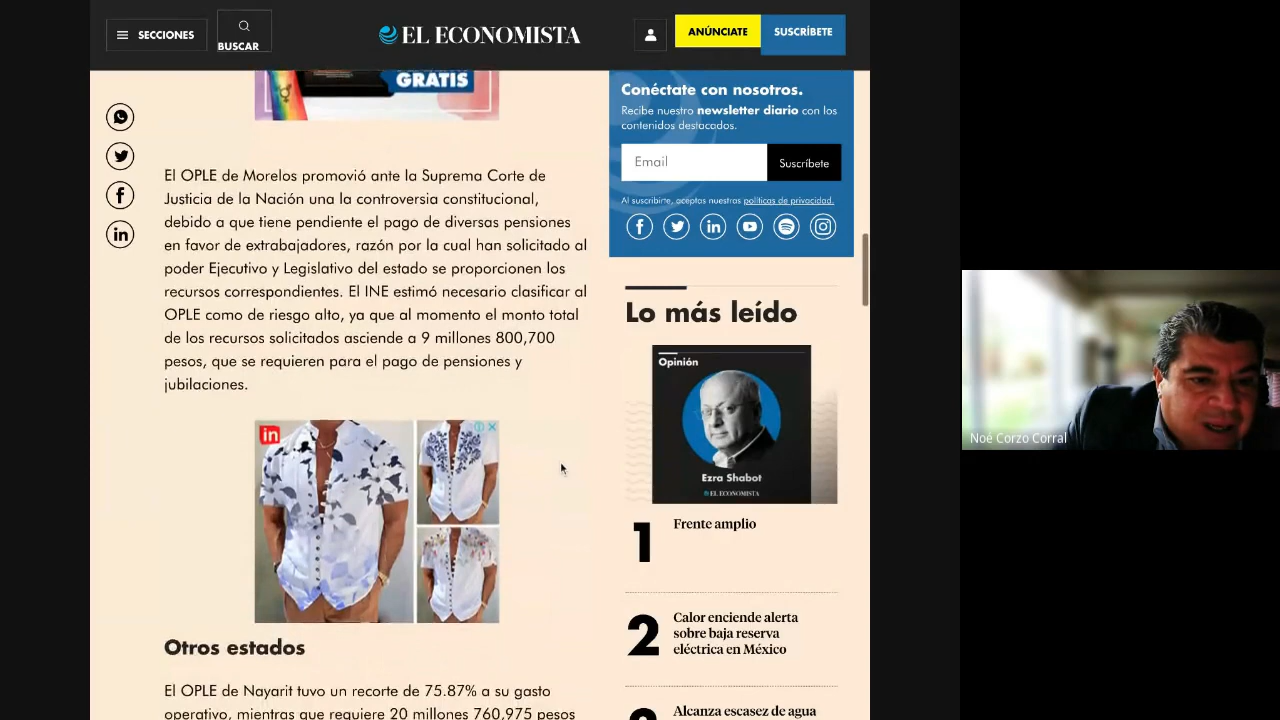 SECCIONES
BUSCAR
EL ECONOMISTA
ANÚNCIATE
SUSCRÍBETE
GRATIS
El OPLE de Morelos promovió ante la Suprema Corte de
Justicia de la Nación una la controversia constitucional,
debido a que tiene pendiente el pago de diversas pensiones
en favor de extrabajadores, razón por la cual han solicitado al
poder Ejecutivo y Legislativo del estado se proporcionen los
recursos correspondientes. El INE estimó necesario clasificar al
OPLE como de riesgo alto, ya que al momento el monto total
de los recursos solicitados asciende a 9 millones 800,700
pesos, que se requieren para el pago de pensiones y
jubilaciones.
in
Otros estados
El OPLE de Nayarit tuvo un recorte de 75.87% a su gasto
operativo, mientras que requiere 20 millones 760,975 pesos
Conéctate con nosotros.
Recibe nuestro newsletter diario con los
contenidos destacados.
Email
Suscríbete
Al suscribirte, aceptas nuestras políticas de privacidad.
Lo más leído
Opinión
Ezra Shabot
EL ECONOMISTA
1
Frente amplio
2
Calor enciende alerta
sobre baja reserva
eléctrica en México
3
Alcanza escasez de agua
Noé Corzo Corral